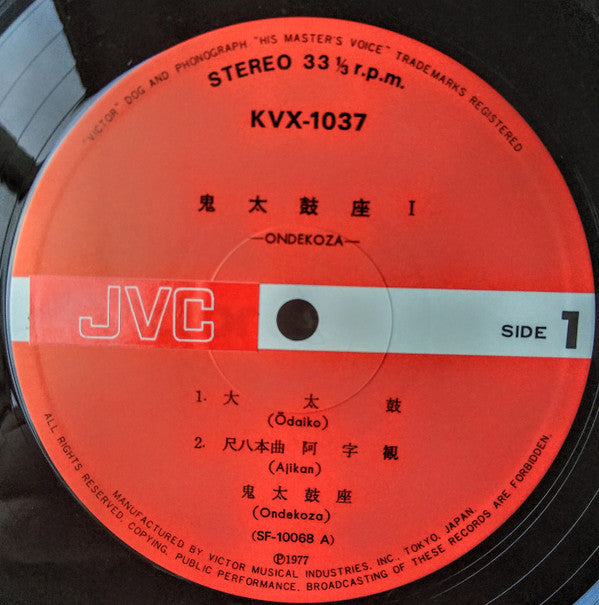 "VICTOR" DOG AND PHONOGRAPH "HIS MASTER'S VOICE" TRADEMARKS REGISTERED
STEREO 33 ⅓ r.p.m.
KVX-1037
鬼太鼓座 I
—ONDEKOZA—
JVC
SIDE 1
1. 大太鼓
(Ōdaiko)
2. 尺八本曲 阿字観
(Ajikan)
鬼太鼓座
(Ondekoza)
(SF-10068 A)
Ⓟ1977
MANUFACTURED BY VICTOR MUSICAL INDUSTRIES, INC., TOKYO, JAPAN.
ALL RIGHTS RESERVED. COPYING, PUBLIC PERFORMANCE, BROADCASTING OF THESE RECORDS ARE FORBIDDEN.